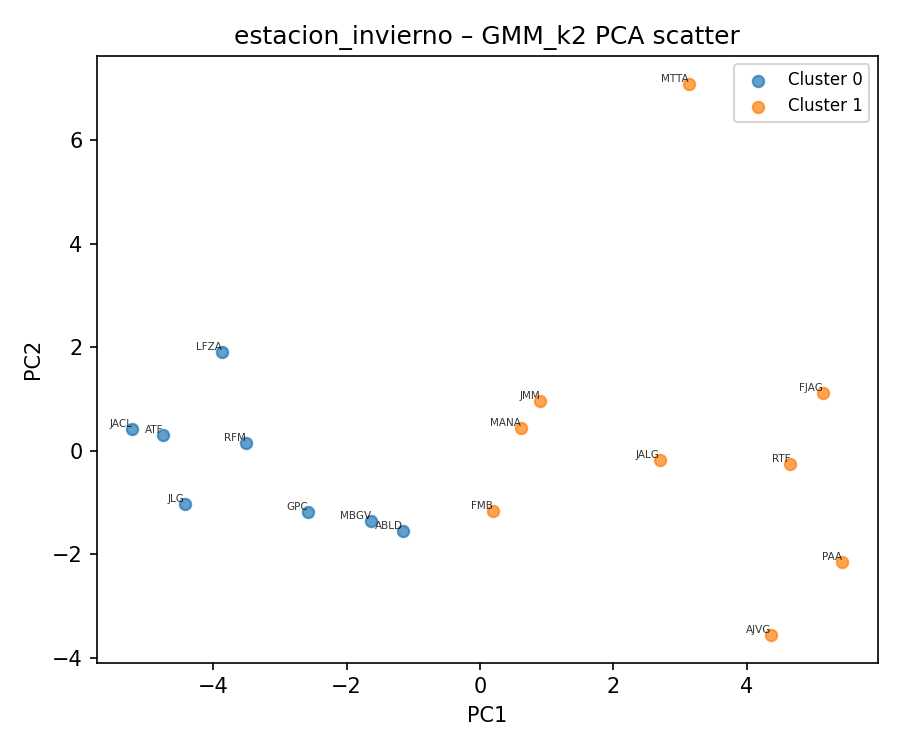 estacion_invierno – GMM_k2 PCA scatter
MTTA
Cluster 0
Cluster 1
6
4
2
0
−2
−4
PC2
LFZA
FJAG
JMM
JACL
ATF
MANA
RFM
JALG
RTF
JLG
GPC
FMB
MBGV
ABLD
PAA
AJVG
−4
−2
0
2
4
PC1